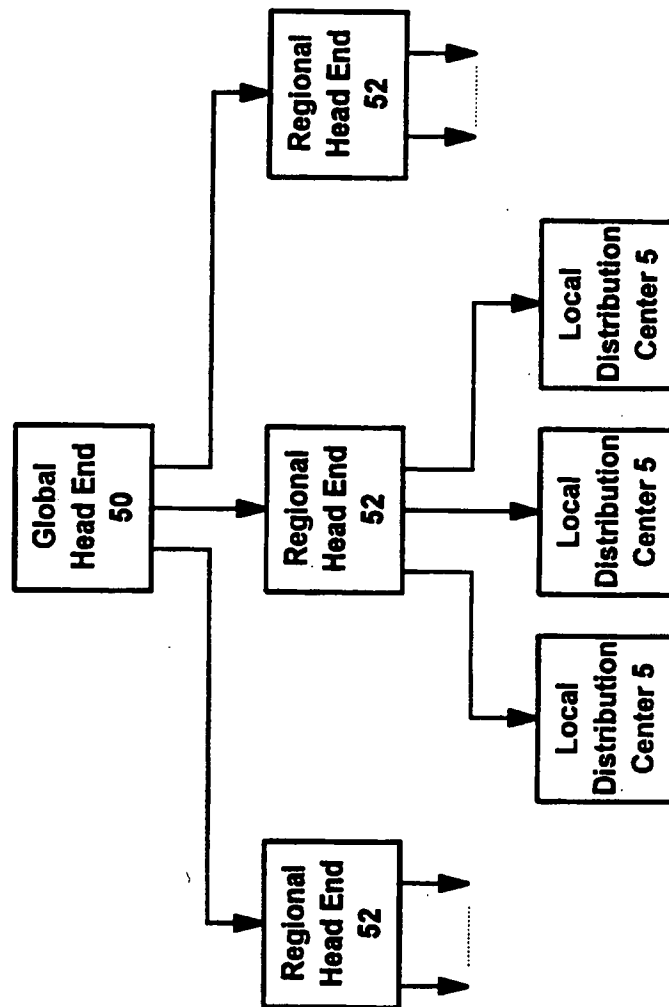 Global
Head End
50
Regional
Head End
52
Regional
Head End
52
Regional
Head End
52
Local
Distribution
Center 5
Local
Distribution
Center 5
Local
Distribution
Center 5